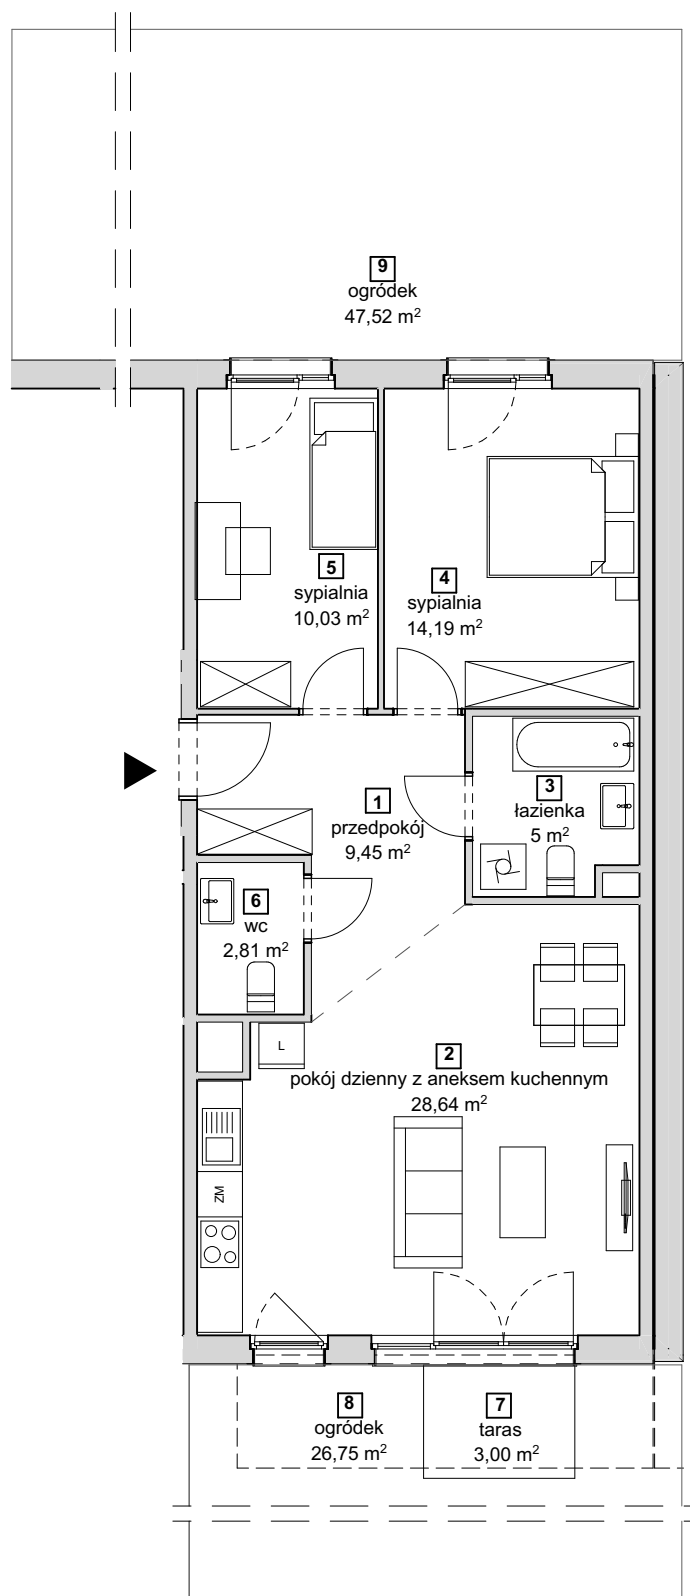 9
ogródek
47,52 m²
5
sypialnia
10,03 m²
4
sypialnia
14,19 m²
3
łazienka
5 m²
1
przedpokój
9,45 m²
6
wc
2,81 m²
L
2
pokój dzienny z aneksem kuchennym
28,64 m²
ZM
8
ogródek
26,75 m²
7
taras
3,00 m²